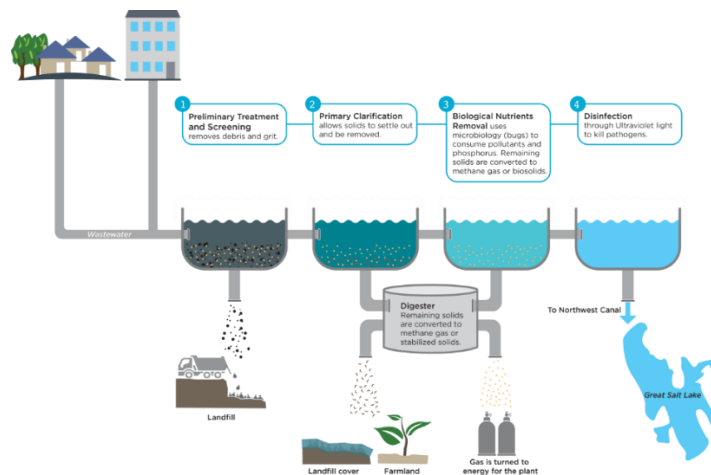 1
Preliminary Treatment
and Screening
removes debris and grit.
2
Primary Clarification
allows solids to settle out
and be removed.
3
Biological Nutrients
Removal uses
microbiology (bugs) to
consume pollutants and
phosphorus. Remaining
solids are converted to
methane gas or biosolids.
4
Disinfection
through Ultraviolet light
to kill pathogens.
Wastewater
Digester
Remaining solids
are converted to
methane gas or
stabilized solids.
To Northwest Canal
Great Salt Lake
Landfill
Landfill cover
Farmland
Gas is turned to
energy for the plant